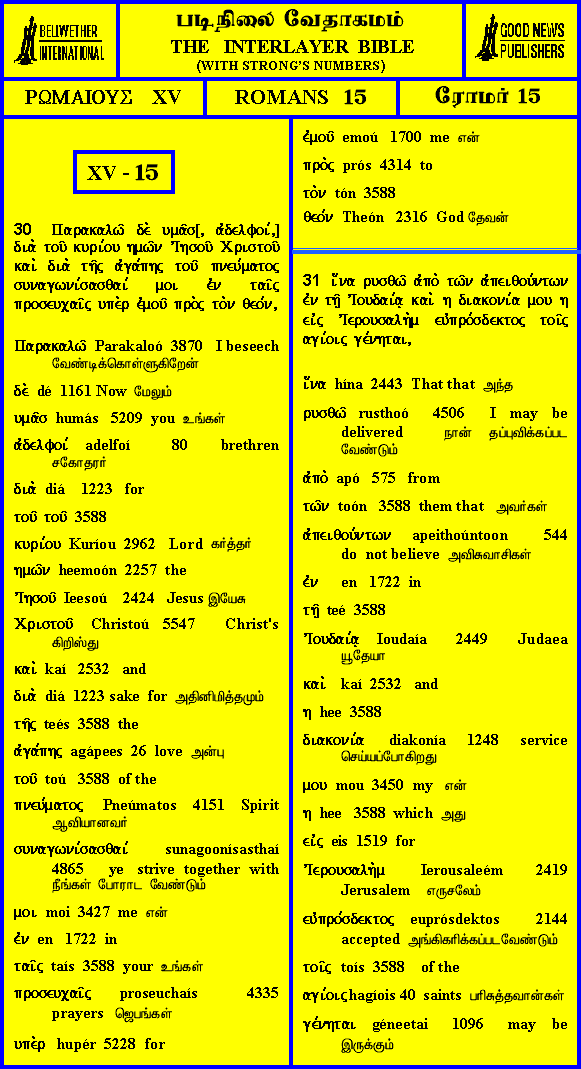 BELLWETHER
INTERNATIONAL
படிநிலை வேதாகமம்
THE INTERLAYER BIBLE
(WITH STRONG'S NUMBERS)
GOOD NEWS
PUBLISHERS
ΡΩΜΑΙΟΥΣ XV
ROMANS 15
ரோமர் 15
XV - 15
30 Παρακαλῶ δὲ υμᾶσ[, ἀδελφοί,]
διὰ τοῦ κυρίου ημῶν Ἰησοῦ Χριστοῦ
καὶ διὰ τῆς ἀγάπης τοῦ πνεύματος
συναγωνίσασθαί μοι ἐν ταῖς
προσευχαῖς υπὲρ ἐμοῦ πρὸς τὸν θεόν,
Παρακαλῶ Parakaloó 3870 I beseech
வேண்டிக்கொள்ளுகிறேன்
δὲ dé 1161 Now மேலும்
υμᾶσ humás 5209 you உங்கள்
ἀδελφοί adelfoí 80 brethren
சகோதரர்
διὰ diá 1223 for
τοῦ τοῦ 3588
κυρίου Kuríou 2962 Lord கர்த்தர்
ημῶν heemoón 2257 the
Ἰησοῦ Ieesoú 2424 Jesus இயேசு
Χριστοῦ Christoú 5547 Christ's
கிறிஸ்து
καὶ kaí 2532 and
διὰ diá 1223 sake for அதினிமித்தமும்
τῆς teés 3588 the
ἀγάπης agápees 26 love அன்பு
τοῦ toú 3588 of the
πνεύματος Pneúmatos 4151 Spirit
ஆவியானவர்
συναγωνίσασθαί sunagoonísasthaí
4865 ye strive together with
நீங்கள் போராட வேண்டும்
μοι moi 3427 me என்
ἐν en 1722 in
ταῖς taís 3588 your உங்கள்
προσευχαῖς proseuchaís 4335
prayers ஜெபங்கள்
υπὲρ hupér 5228 for
ἐμοῦ emoú 1700 me என்
πρὸς prós 4314 to
τὸν tón 3588
θεόν Theón 2316 God தேவன்
31 ἵνα ρυσθῶ ἀπὸ τῶν ἀπειθούντων
ἐν τῇ Ἰουδαίᾳ καὶ η διακονία μου η
εἰς Ἰερουσαλὴμ εὐπρόσδεκτος τοῖς
αγίοις γένηται,
ἵνα hína 2443 That that அந்த
ρυσθῶ rusthoó 4506 I may be
delivered நான் தப்புவிக்கப்பட
வேண்டும்
ἀπὸ apó 575 from
τῶν toón 3588 them that அவர்கள்
ἀπειθούντων apeithoúntoon 544
do not believe அவிசுவாசிகள்
ἐν en 1722 in
τῇ teé 3588
Ἰουδαίᾳ Ioudaía 2449 Judaea
யூதேயா
καὶ kaí 2532 and
η hee 3588
διακονία diakonía 1248 service
செய்யப்போகிறது
μου mou 3450 my என்
η hee 3588 which அது
εἰς eis 1519 for
Ἰερουσαλὴμ Ierousaleém 2419
Jerusalem எருசலேம்
εὐπρόσδεκτος euprósdektos 2144
accepted அங்கிகரிக்கப்படவேண்டும்
τοῖς toís 3588 of the
αγίοις hagíois 40 saints பரிசுத்தவான்கள்
γένηται géneetai 1096 may be
இருக்கும்